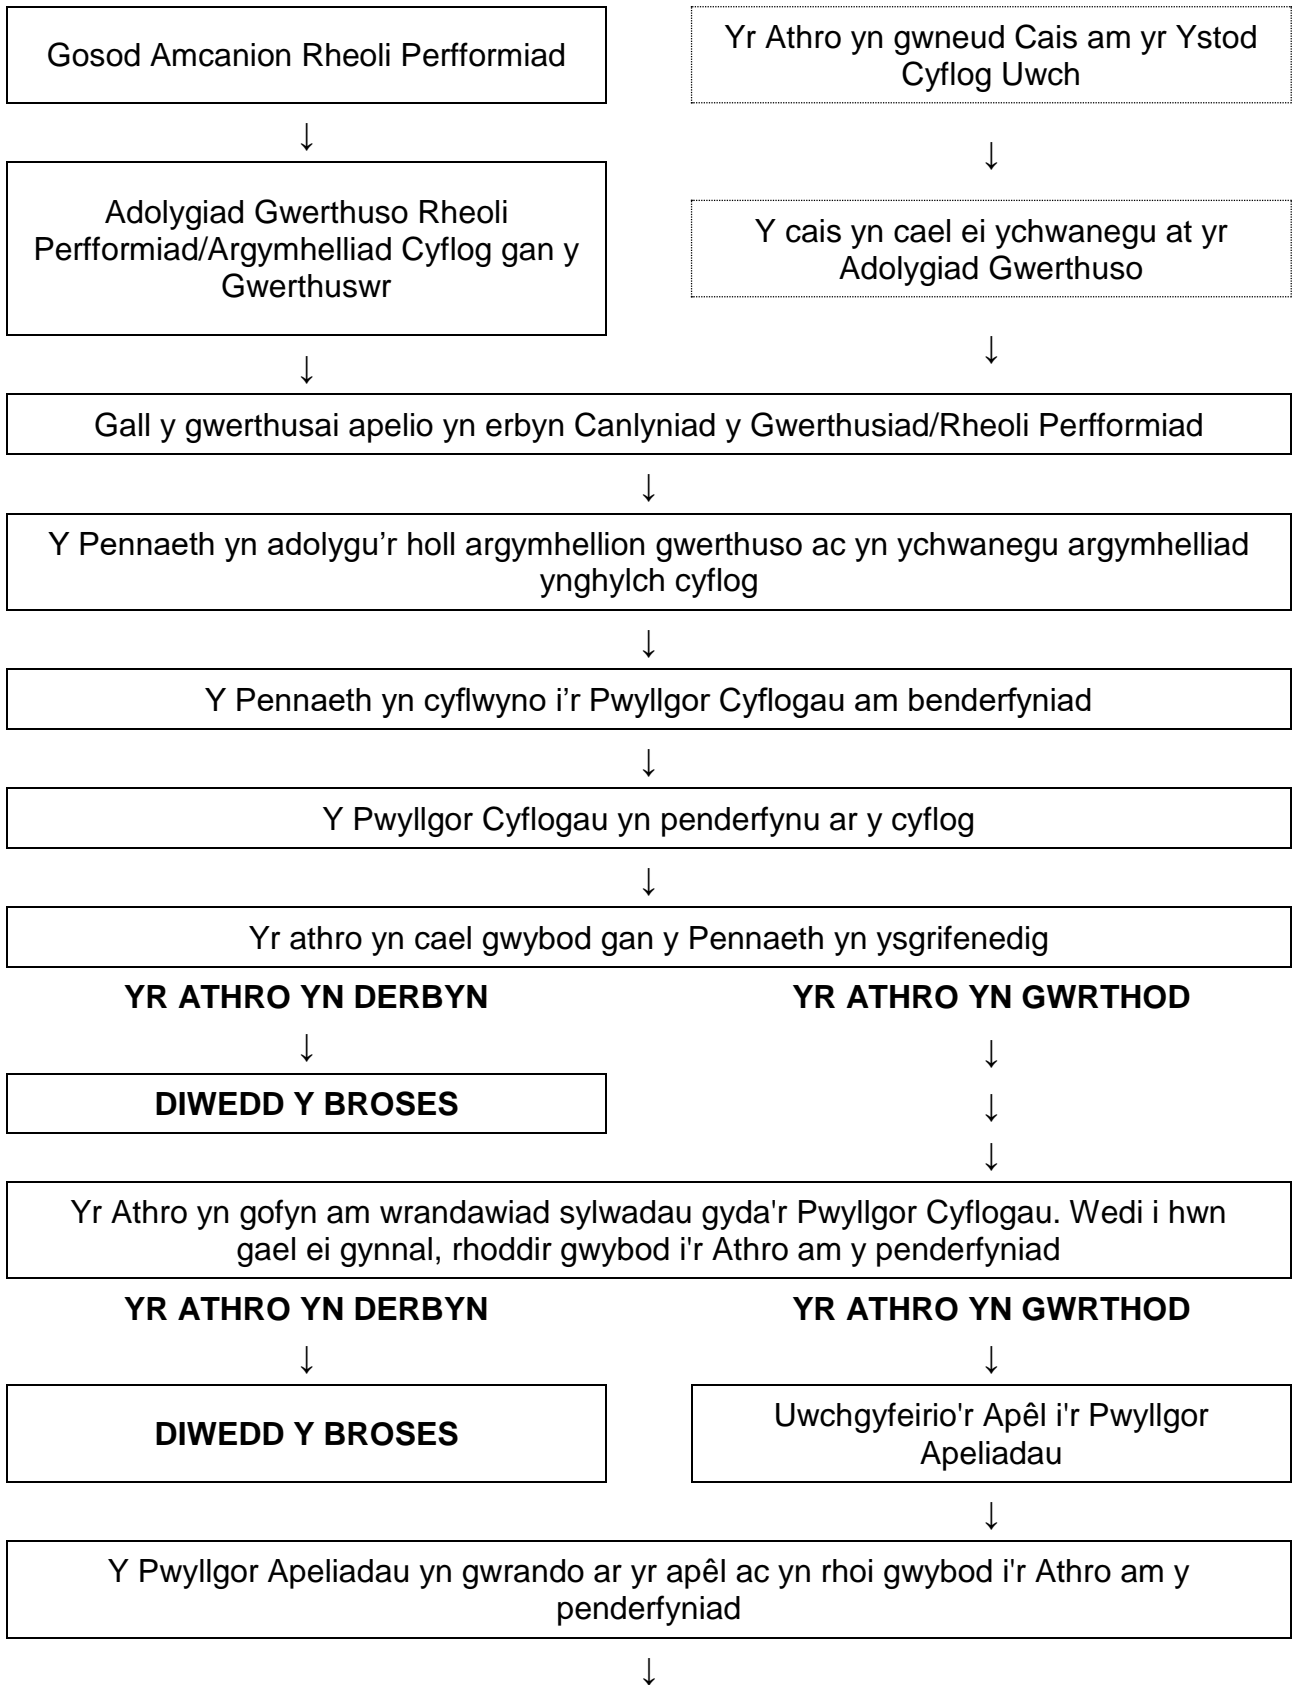 Gosod Amcanion Rheoli Perfformiad
Yr Athro yn gwneud Cais am yr Ystod
Cyflog Uwch
↓
↓
Adolygiad Gwerthuso Rheoli
Perfformiad/Argymhelliad Cyflog gan y
Gwerthuswr
Y cais yn cael ei ychwanegu at yr
Adolygiad Gwerthuso
↓
↓
Gall y gwerthusai apelio yn erbyn Canlyniad y Gwerthusiad/Rheoli Perfformiad
↓
Y Pennaeth yn adolygu’r holl argymhellion gwerthuso ac yn ychwanegu argymhelliad
ynghylch cyflog
↓
Y Pennaeth yn cyflwyno i’r Pwyllgor Cyflogau am benderfyniad
↓
Y Pwyllgor Cyflogau yn penderfynu ar y cyflog
↓
Yr athro yn cael gwybod gan y Pennaeth yn ysgrifenedig
YR ATHRO YN DERBYN
YR ATHRO YN GWRTHOD
↓
↓
DIWEDD Y BROSES
↓
↓
Yr Athro yn gofyn am wrandawiad sylwadau gyda'r Pwyllgor Cyflogau. Wedi i hwn
gael ei gynnal, rhoddir gwybod i'r Athro am y penderfyniad
YR ATHRO YN DERBYN
YR ATHRO YN GWRTHOD
↓
↓
DIWEDD Y BROSES
Uwchgyfeirio'r Apêl i'r Pwyllgor
Apeliadau
↓
Y Pwyllgor Apeliadau yn gwrando ar yr apêl ac yn rhoi gwybod i'r Athro am y
penderfyniad
↓